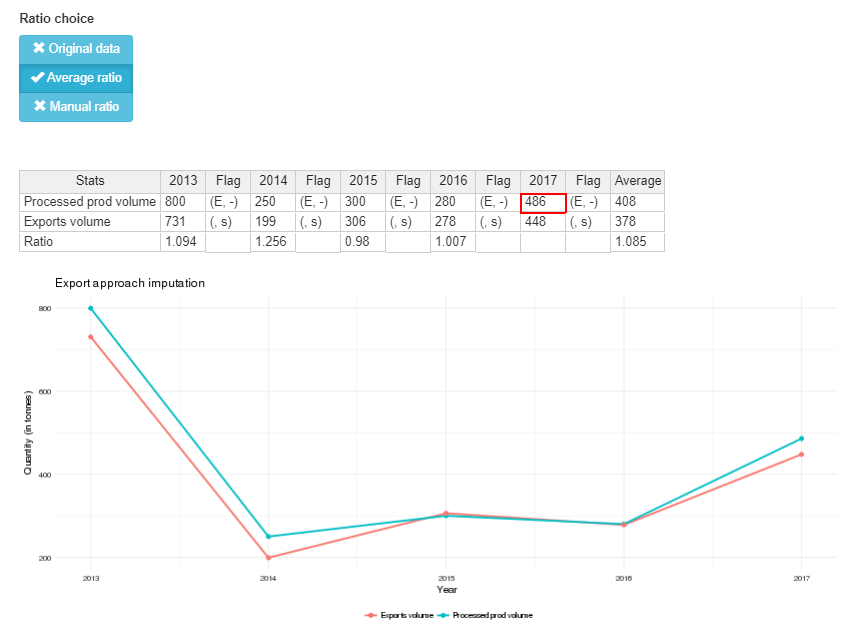 Ratio choice
✖ Original data
✔ Average ratio
✖ Manual ratio
Stats 2013 Flag 2014 Flag 2015 Flag 2016 Flag 2017 Flag Average
Processed prod volume 800 (E, -) 250 (E, -) 300 (E, -) 280 (E, -) 486 (E, -) 408
Exports volume 731 (, s) 199 (, s) 306 (, s) 278 (, s) 448 (, s) 378
Ratio 1.094 1.256 0.98 1.007 1.085
Export approach imputation
800
600
400
200
Quantity (in tonnes)
2013 2014 2015 2016 2017
Year
Exports volume Processed prod volume